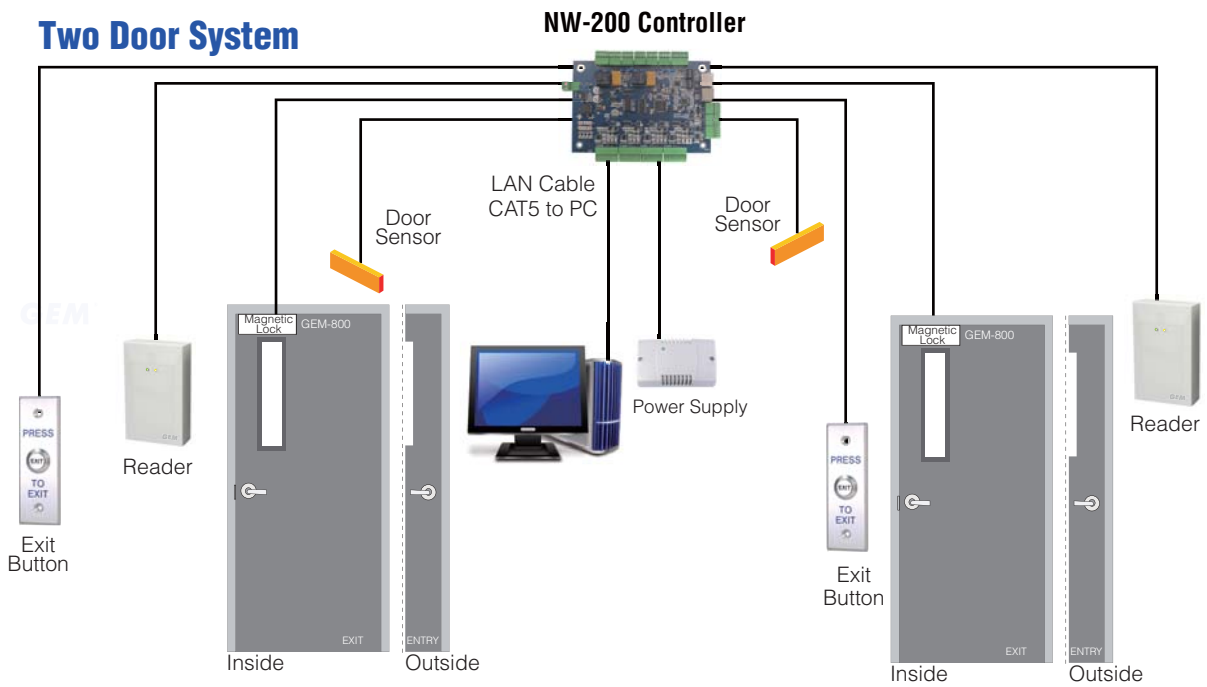 Two Door System
NW-200 Controller
LAN Cable
CAT5 to PC
Door
Sensor
Door
Sensor
GEM
Magnetic
Lock
GEM-800
Magnetic
Lock
GEM-800
Power Supply
Reader
Reader
GEM
PRESS
EXIT
TO
EXIT
PRESS
EXIT
TO
EXIT
Exit
Button
Exit
Button
EXIT
ENTRY
EXIT
ENTRY
Inside
Outside
Inside
Outside